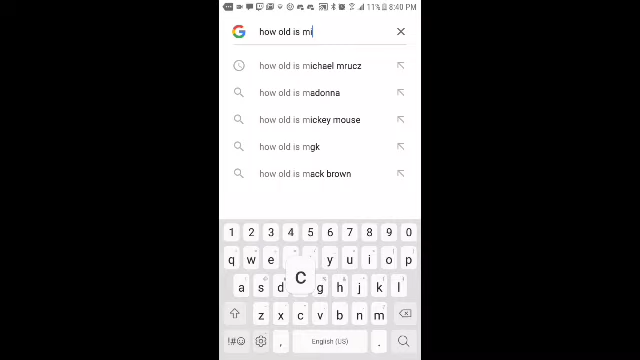 11% 8:40 PM
how old is mi
how old is michael mrucz
how old is madonna
how old is mickey mouse
how old is mgk
how old is mack brown
1 2 3 4 5 6 7 8 9 0
q w e y u i o p
a s d g h j k l
C
z x c v b n m
!#☺ , English (US) .